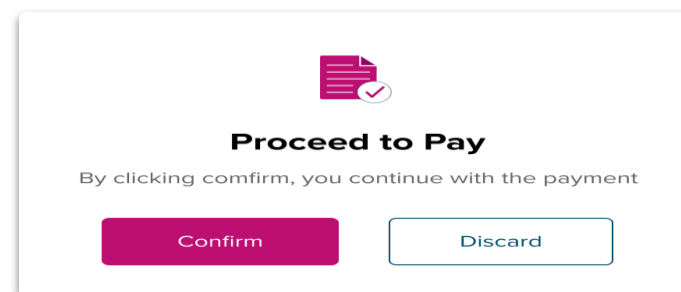 Proceed to Pay
By clicking comfirm, you continue with the payment
Confirm
Discard